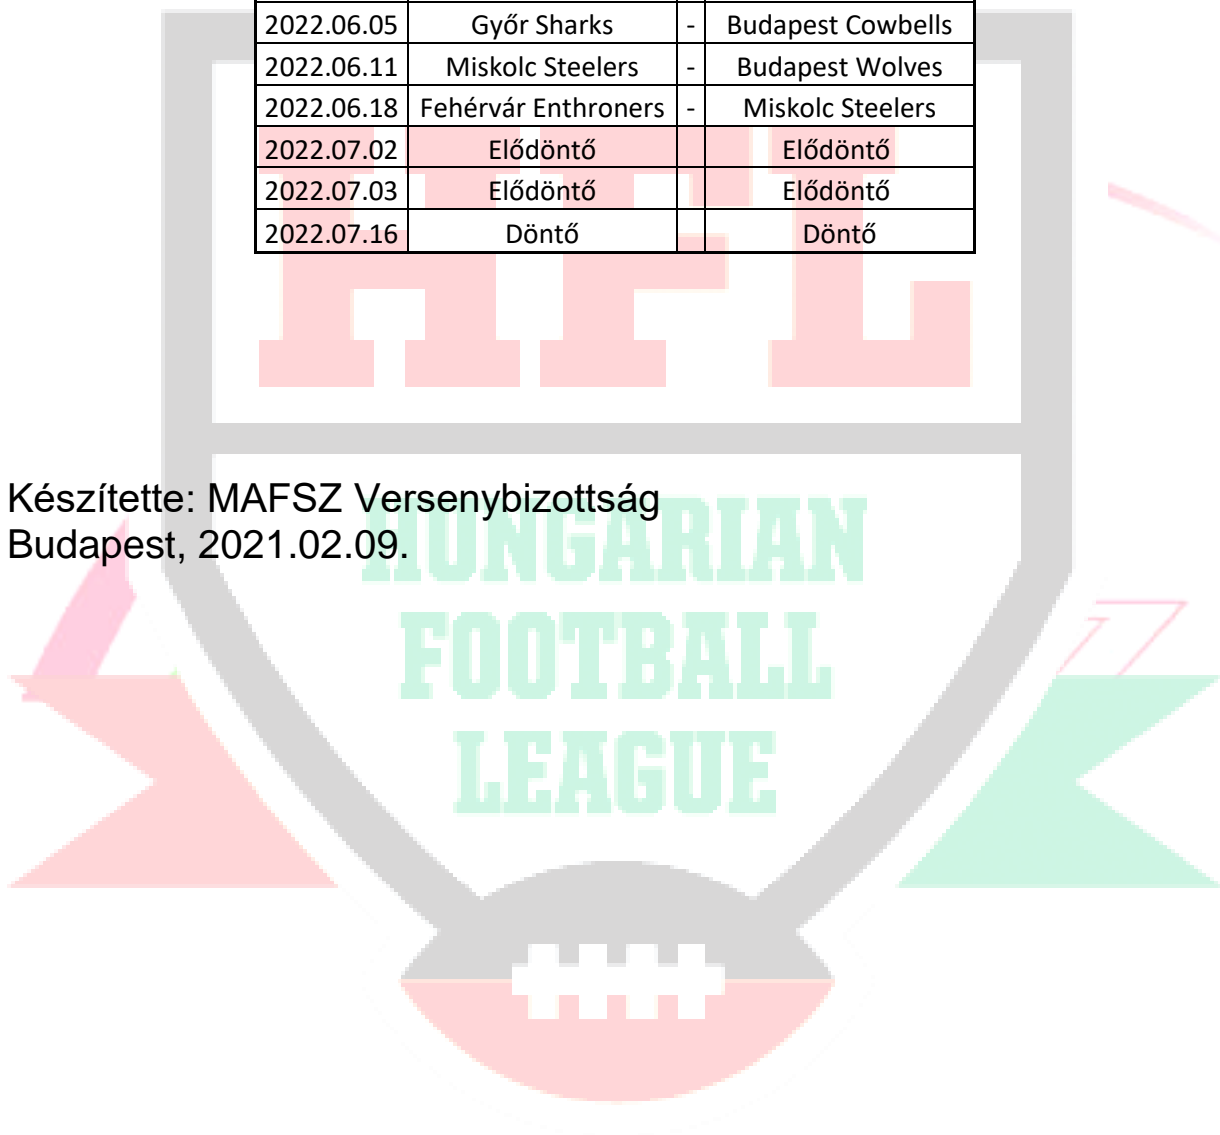 2022.06.05 Győr Sharks - Budapest Cowbells
2022.06.11 Miskolc Steelers - Budapest Wolves
2022.06.18 Fehérvár Enthroners - Miskolc Steelers
2022.07.02 Elődöntő Elődöntő
2022.07.03 Elődöntő Elődöntő
2022.07.16 Döntő Döntő
HFL
Készítette: MAFSZ Versenybizottság
Budapest, 2021.02.09.
HUNGARIAN
FOOTBALL
LEAGUE